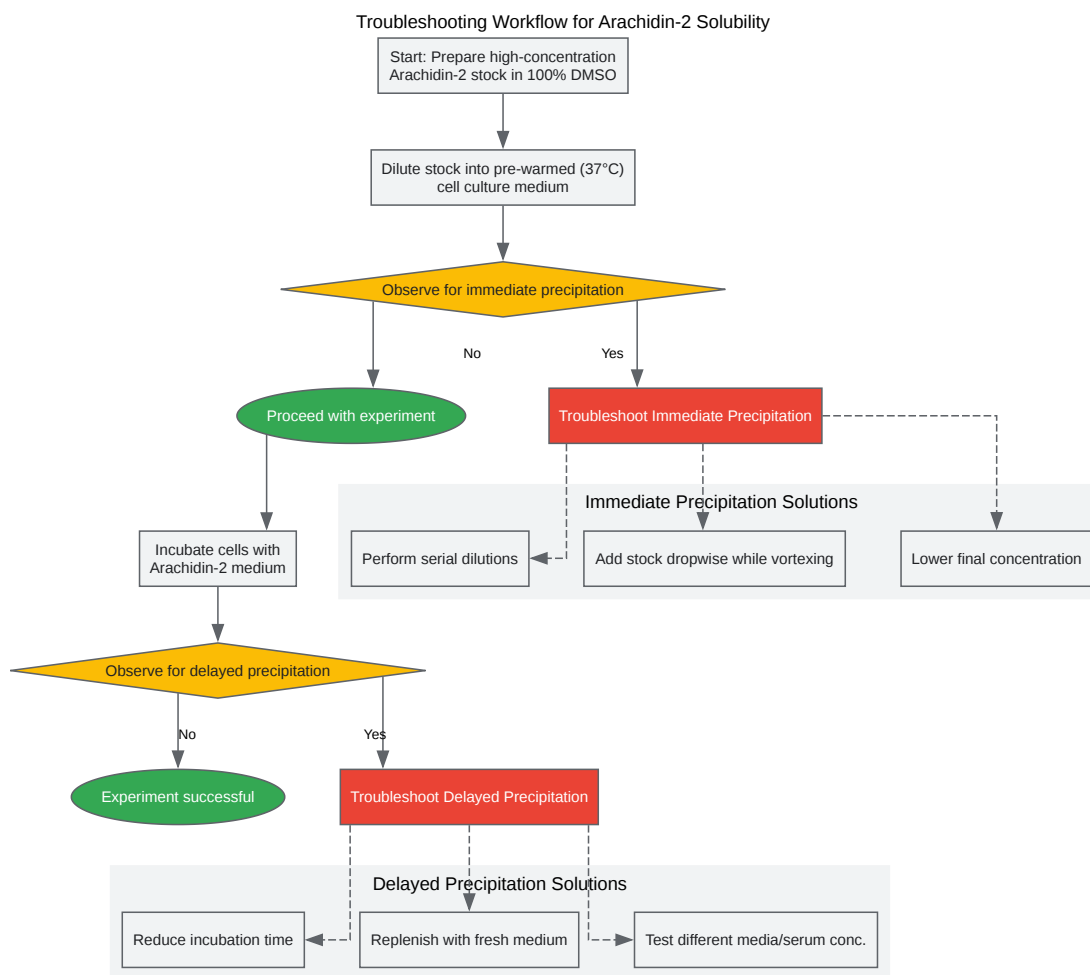 Troubleshooting Workflow for Arachidin-2 Solubility
Start: Prepare high-concentration
Arachidin-2 stock in 100% DMSO
Dilute stock into pre-warmed (37°C)
cell culture medium
Observe for immediate precipitation
No
Yes
Proceed with experiment
Troubleshoot Immediate Precipitation
Immediate Precipitation Solutions
Perform serial dilutions
Add stock dropwise while vortexing
Lower final concentration
Incubate cells with
Arachidin-2 medium
Observe for delayed precipitation
No
Yes
Experiment successful
Troubleshoot Delayed Precipitation
Delayed Precipitation Solutions
Reduce incubation time
Replenish with fresh medium
Test different media/serum conc.